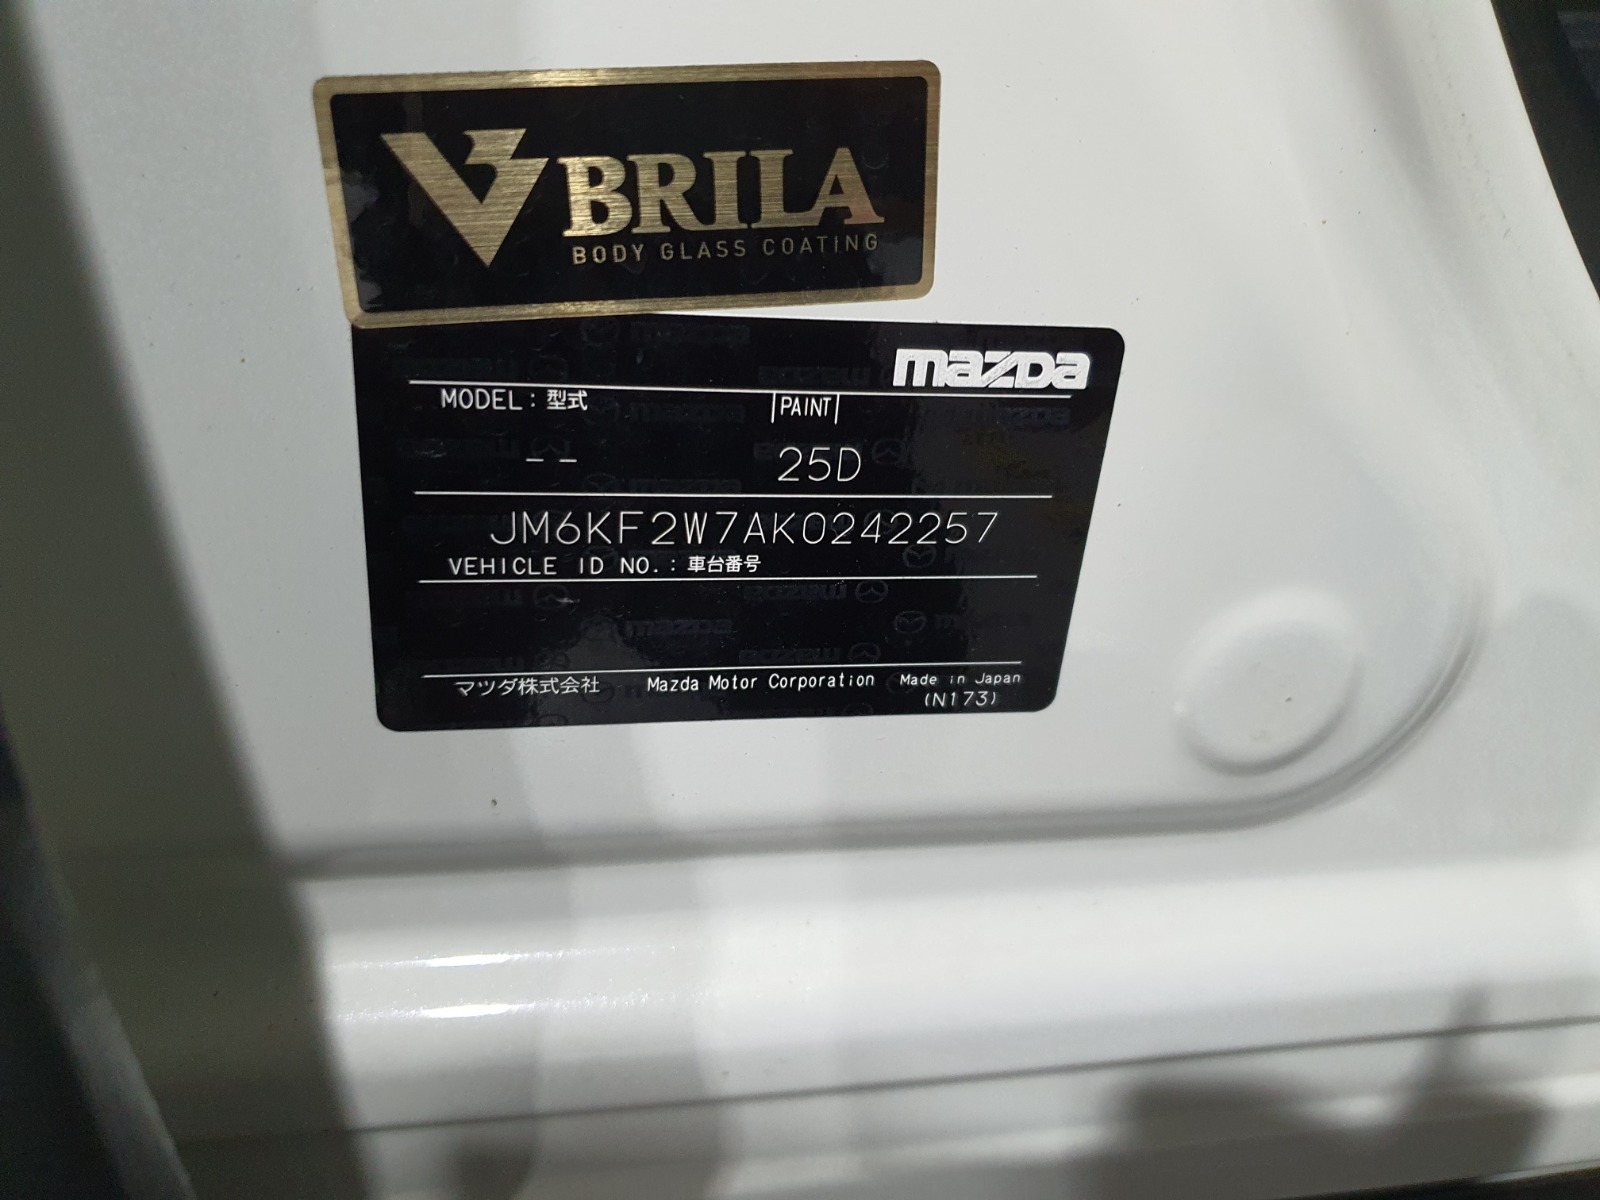 BRILA
BODY GLASS COATING
mazda
MODEL : 型式 PAINT
-- 25D
JM6KF2W7AK0242257
VEHICLE ID NO. : 車台番号
マツダ株式会社 Mazda Motor Corporation Made in Japan
(N173)